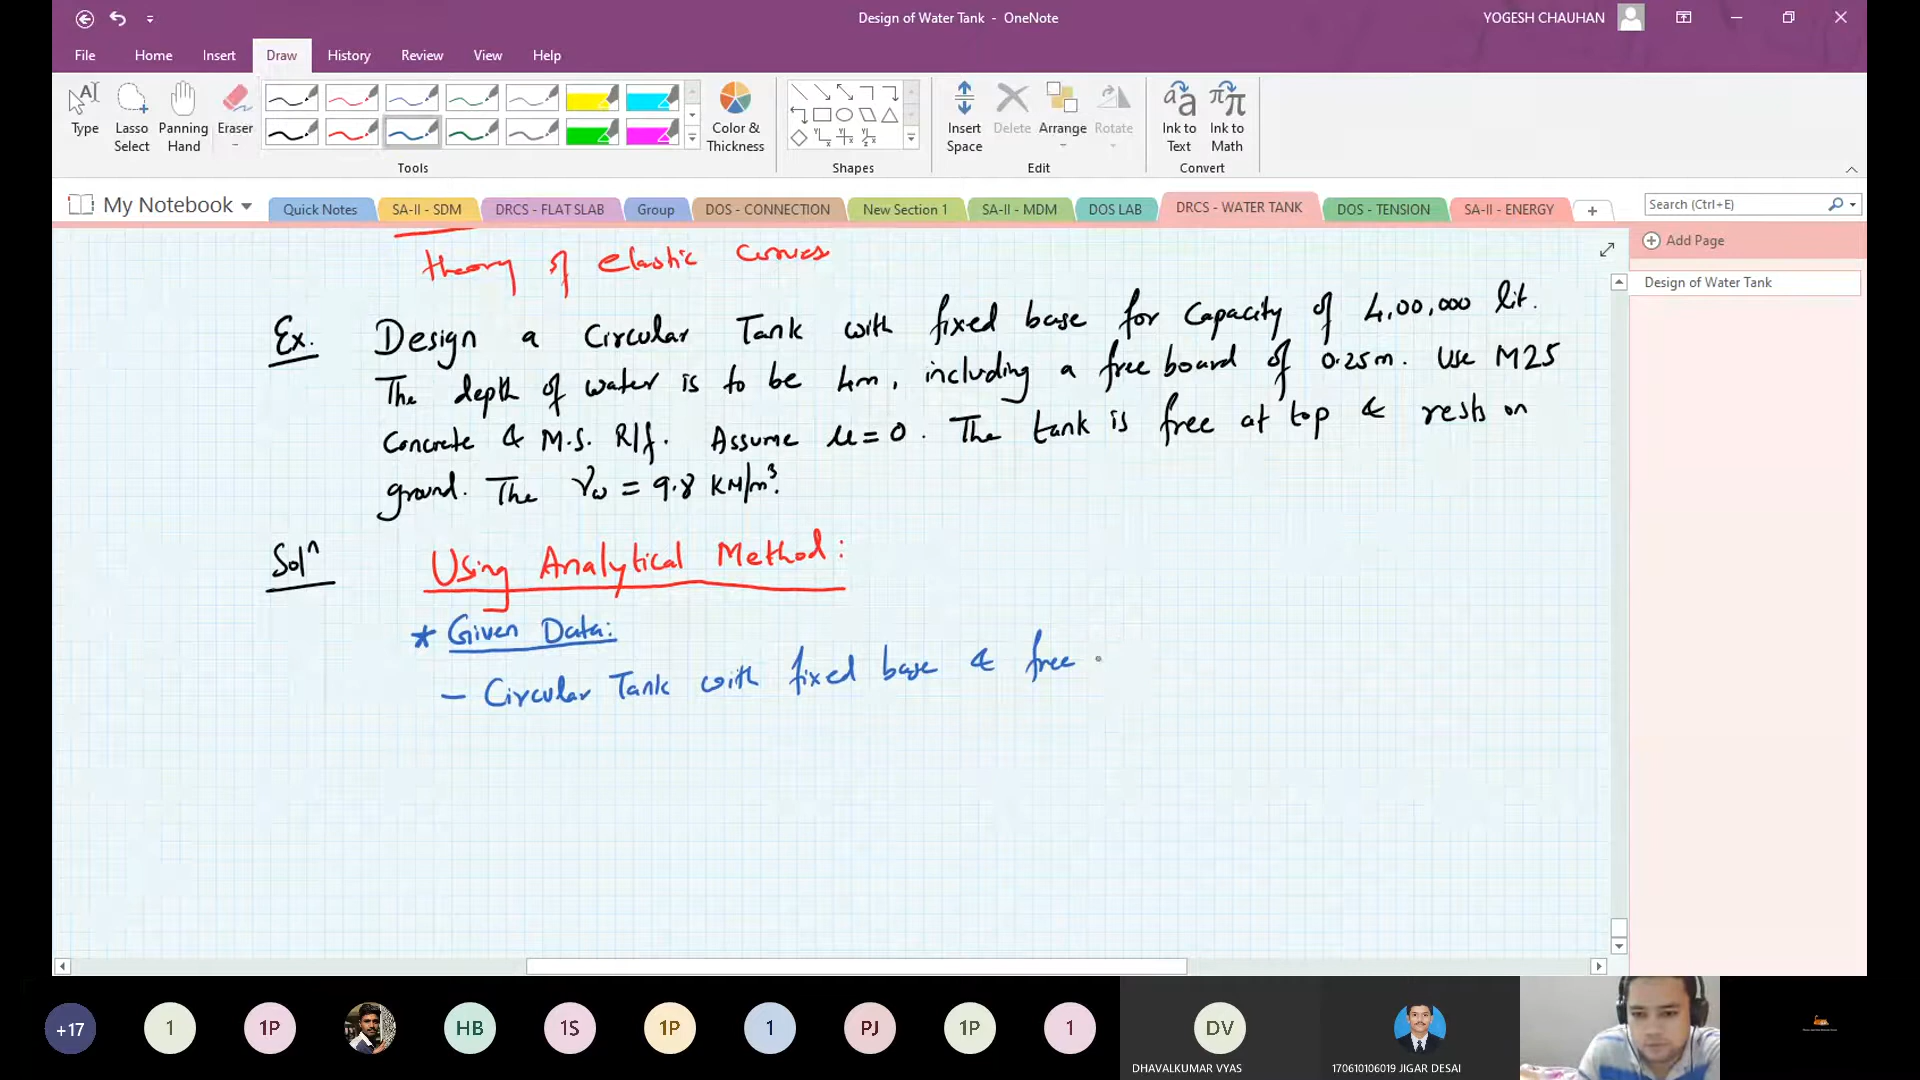 Design of Water Tank - OneNote
YOGESH CHAUHAN
File Home Insert Draw History Review View Help
Type
Lasso Select
Panning Hand
Eraser
Color & Thickness
Insert Space
Delete
Arrange
Rotate
Ink to Text
Ink to Math
Tools
Shapes
Edit
Convert
My Notebook
Quick Notes
SA-II - SDM
DRCS - FLAT SLAB
Group
DOS - CONNECTION
New Section 1
SA-II - MDM
DOS LAB
DRCS - WATER TANK
DOS - TENSION
SA-II - ENERGY
Search (Ctrl+E)
Add Page
Design of Water Tank
theory of elastic curves
Ex. Design a Circular Tank with fixed base for Capacity of 4,00,000 lit.
The depth of water is to be 4m, including a free board of 0.25m. Use M25
Concrete & M.S. R/f. Assume μ = 0. The tank is free at top & rests on
ground. The γw = 9.8 KN/m³.
Solⁿ Using Analytical Method:
* Given Data:
- Circular Tank with fixed base & free
+17
1
1P
HB
1S
1P
1
PJ
1P
1
DV
DHAVALKUMAR VYAS
170610106019 JIGAR DESAI